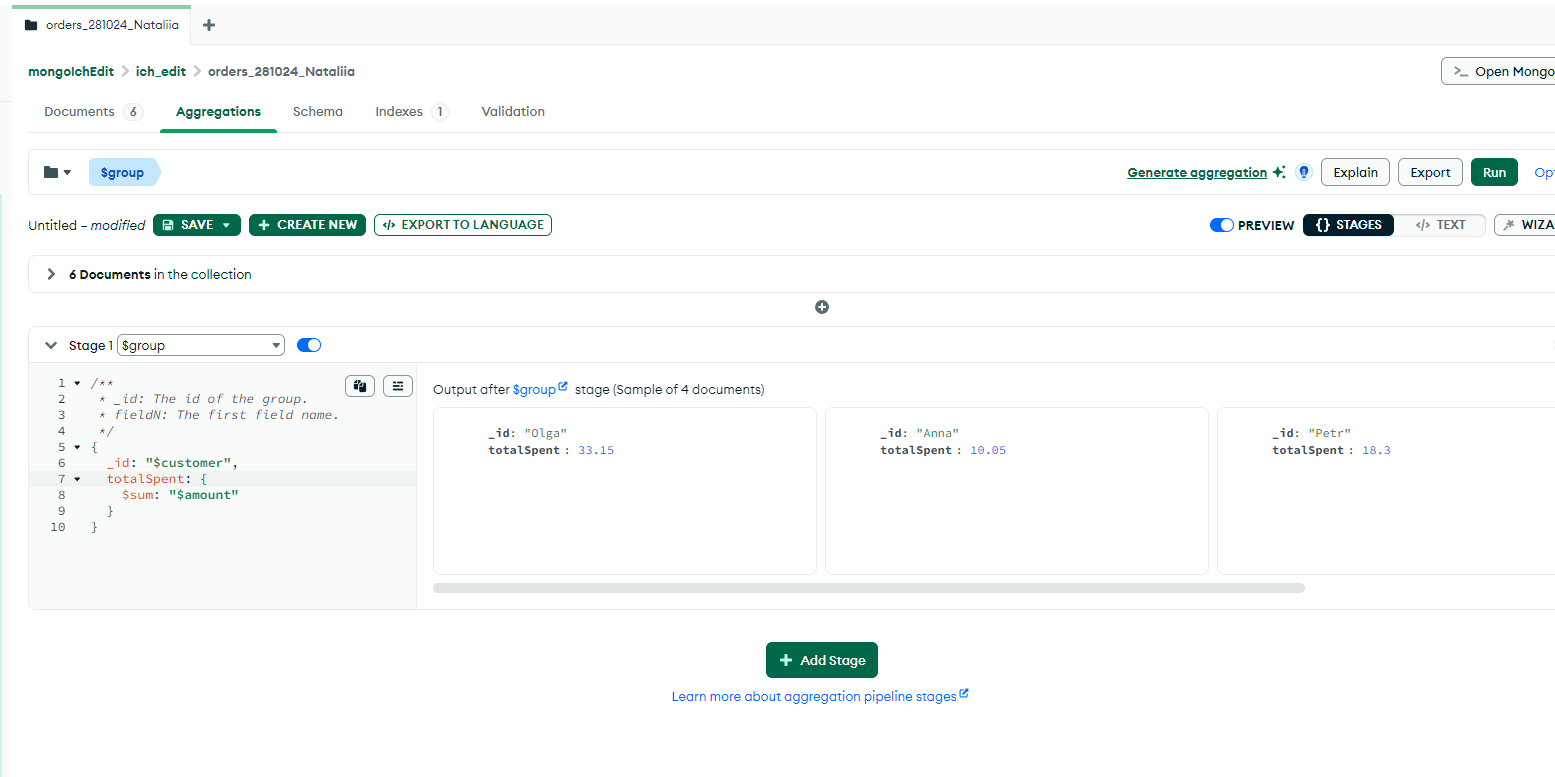 orders_281024_Nataliia
mongoIchEdit > ich_edit > orders_281024_Nataliia
>_ Open Mongo
Documents 6 Aggregations Schema Indexes 1 Validation
$group
Generate aggregation Explain Export Run Opt
Untitled – modified SAVE + CREATE NEW </> EXPORT TO LANGUAGE
PREVIEW {} STAGES </> TEXT WIZA
6 Documents in the collection
Stage 1 $group
1 /**
2 * _id: The id of the group.
3 * fieldN: The first field name.
4 */
5 {
6 _id: "$customer",
7 totalSpent: {
8 $sum: "$amount"
9 }
10 }
Output after $group stage (Sample of 4 documents)
_id: "Olga"
totalSpent : 33.15
_id: "Anna"
totalSpent : 10.05
_id: "Petr"
totalSpent : 18.3
+ Add Stage
Learn more about aggregation pipeline stages